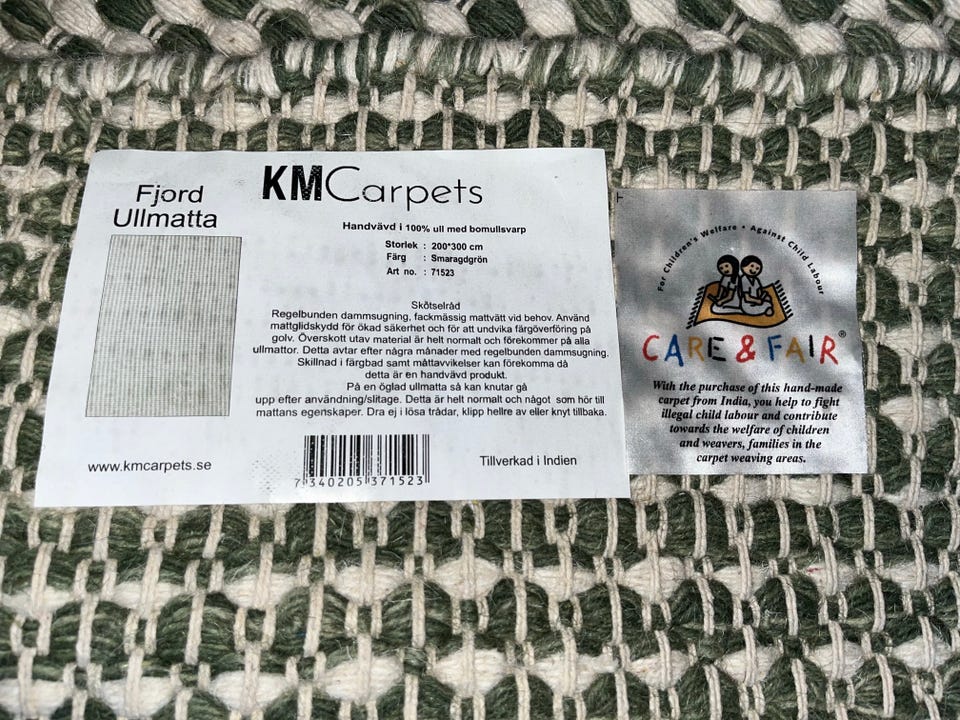 Fjord
Ullmatta
KMCarpets
Handvävd i 100% ull med bomullsvarp
Storlek : 200*300 cm
Färg : Smaragdgrön
Art no. : 71523
Skötselråd
Regelbunden dammsugning, fackmässig mattvätt vid behov. Använd
mattglidskydd för ökad säkerhet och för att undvika färgöverföring på
golv. Överskott utav material är helt normalt och förekommer på alla
ullmattor. Detta avtar efter några månader med regelbunden dammsugning.
Skillnad i färgbad samt måttavvikelser kan förekomma då
detta är en handvävd produkt.
På en öglad ullmatta så kan knutar gå
upp efter användning/slitage. Detta är helt normalt och något som hör till
mattans egenskaper. Dra ej i lösa trådar, klipp hellre av eller knyt tillbaka.
www.kmcarpets.se
7 340205 371523
Tillverkad i Indien
For Children's Welfare • Against Child Labour
CARE & FAIR®
With the purchase of this hand-made
carpet from India, you help to fight
illegal child labour and contribute
towards the welfare of children
and weavers, families in the
carpet weaving areas.